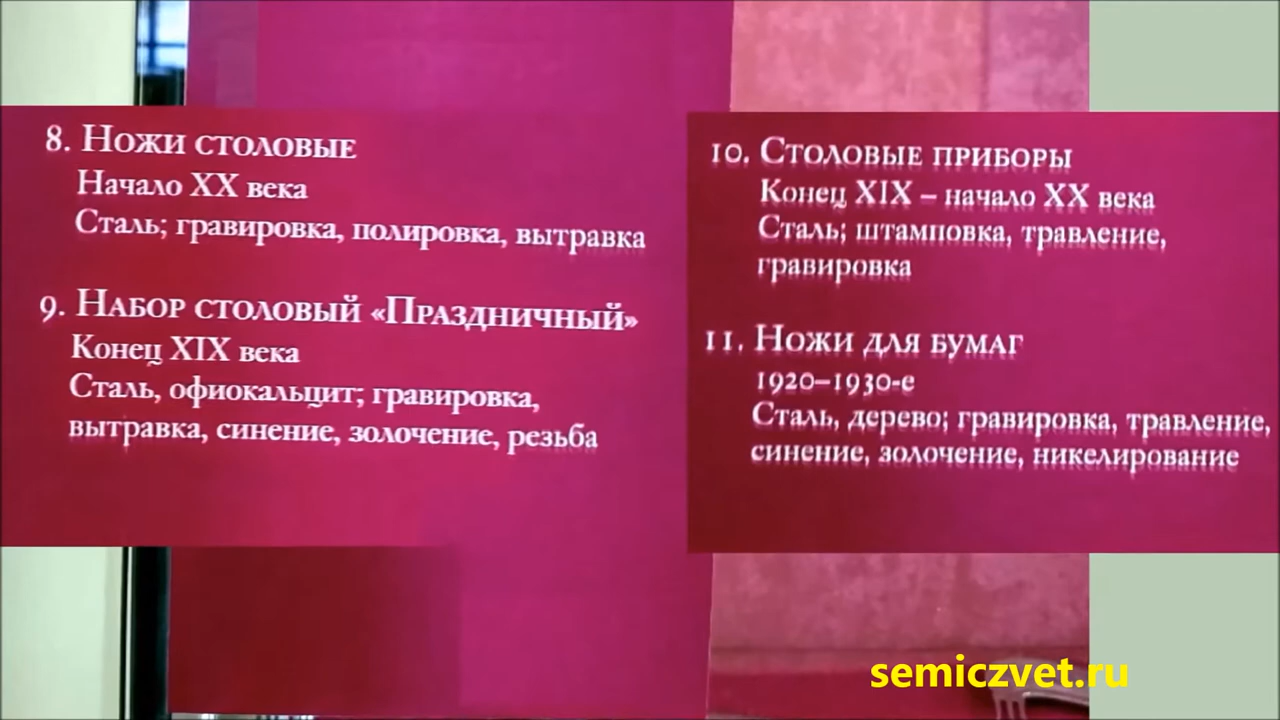 8. Ножи столовые
Начало XX века
Сталь; гравировка, полировка, вытравка
9. Набор столовый «Праздничный»
Конец XIX века
Сталь, офиокальцит; гравировка,
вытравка, синение, золочение, резьба
10. Столовые приборы
Конец XIX – начало XX века
Сталь; штамповка, травление,
гравировка
11. Ножи для бумаг
1920–1930-е
Сталь, дерево; гравировка, травление,
синение, золочение, никелирование
semiczvet.ru